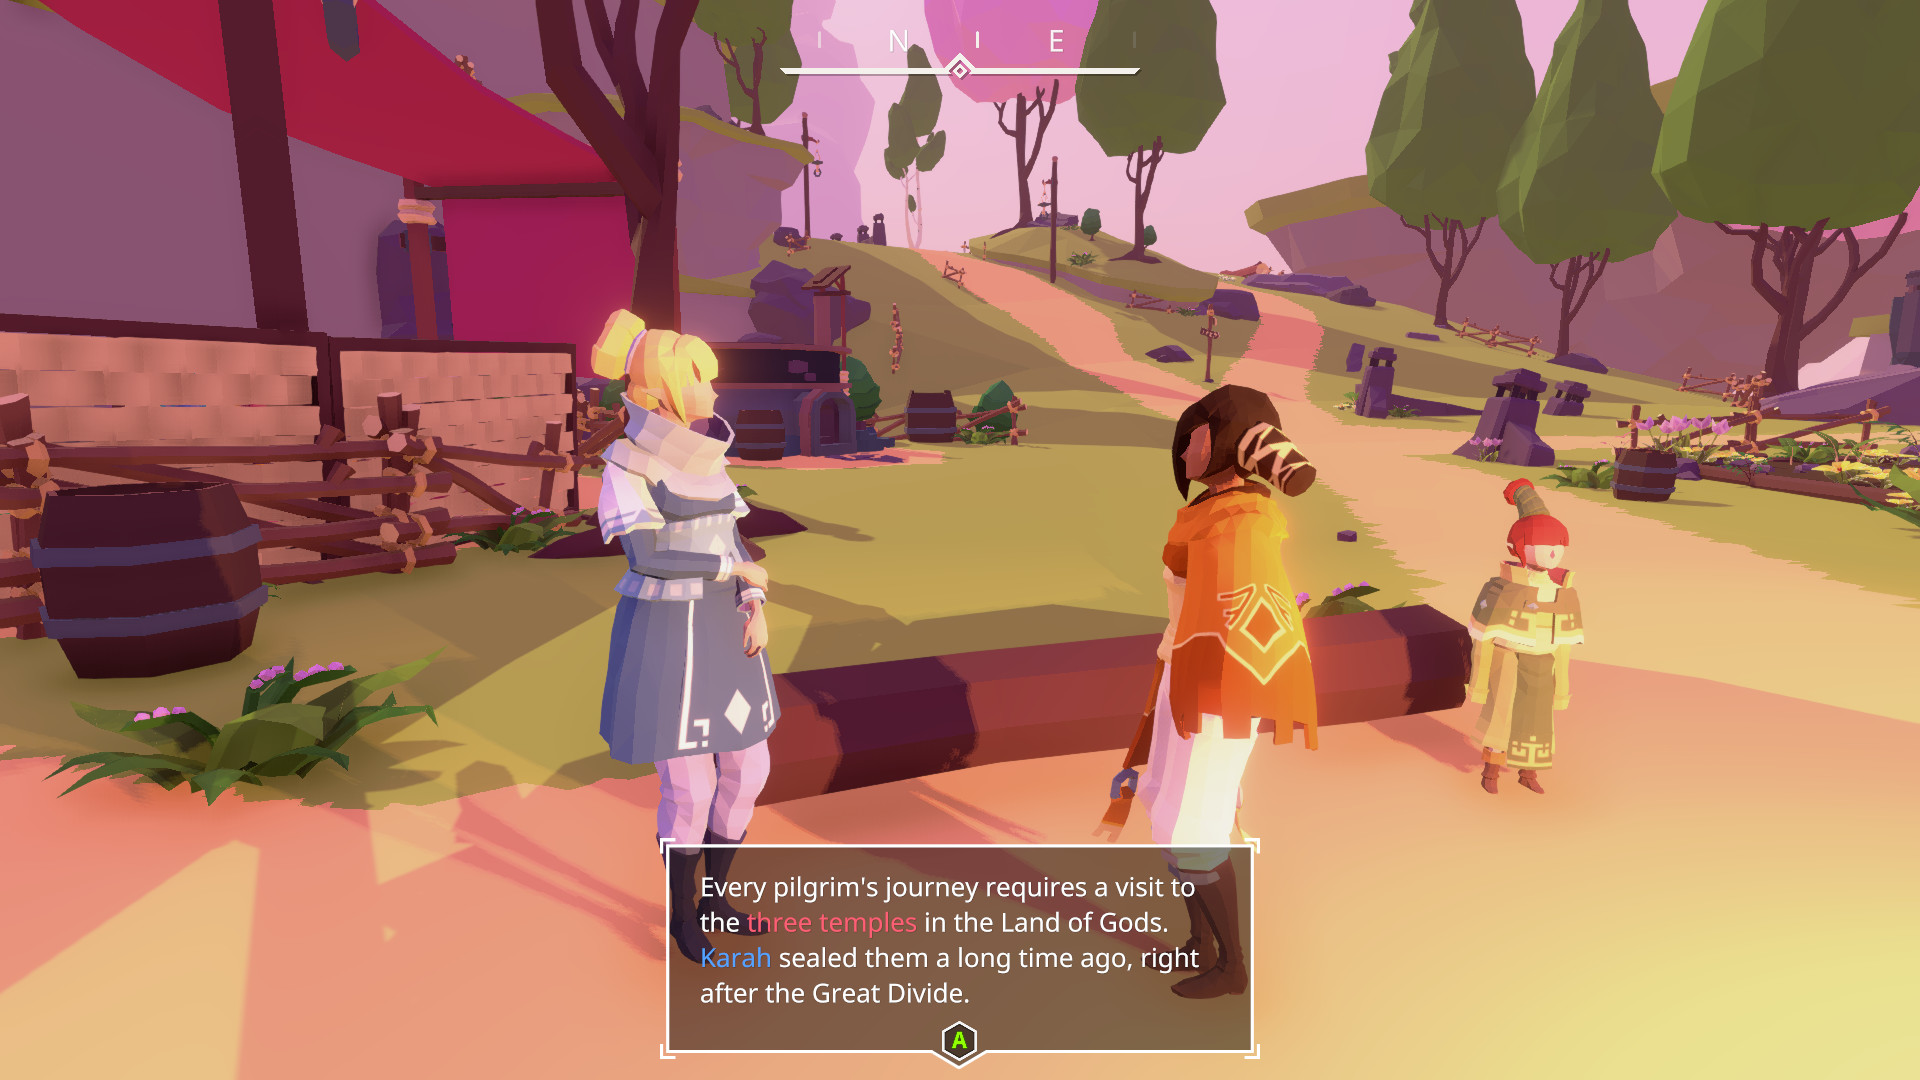 N E
Every pilgrim's journey requires a visit to
the three temples in the Land of Gods.
Karah sealed them a long time ago, right
after the Great Divide.
A